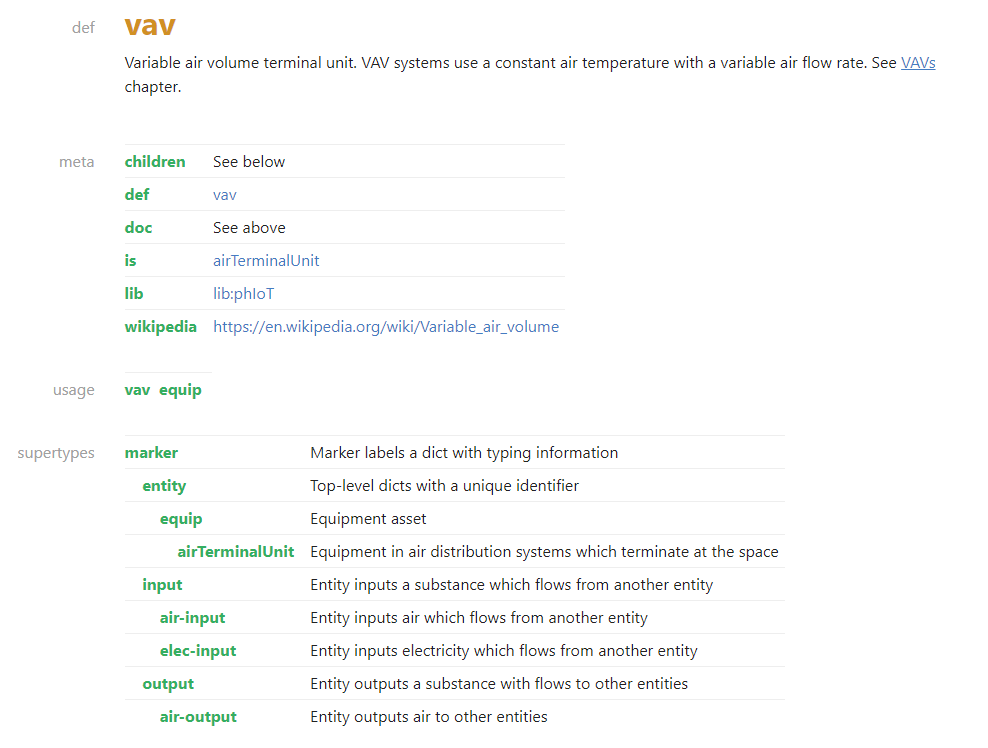 def vav
Variable air volume terminal unit. VAV systems use a constant air temperature with a variable air flow rate. See VAVs
chapter.
meta children See below
def vav
doc See above
is airTerminalUnit
lib lib:phIoT
wikipedia https://en.wikipedia.org/wiki/Variable_air_volume
usage vav equip
supertypes marker Marker labels a dict with typing information
entity Top-level dicts with a unique identifier
equip Equipment asset
airTerminalUnit Equipment in air distribution systems which terminate at the space
input Entity inputs a substance which flows from another entity
air-input Entity inputs air which flows from another entity
elec-input Entity inputs electricity which flows from another entity
output Entity outputs a substance with flows to other entities
air-output Entity outputs air to other entities